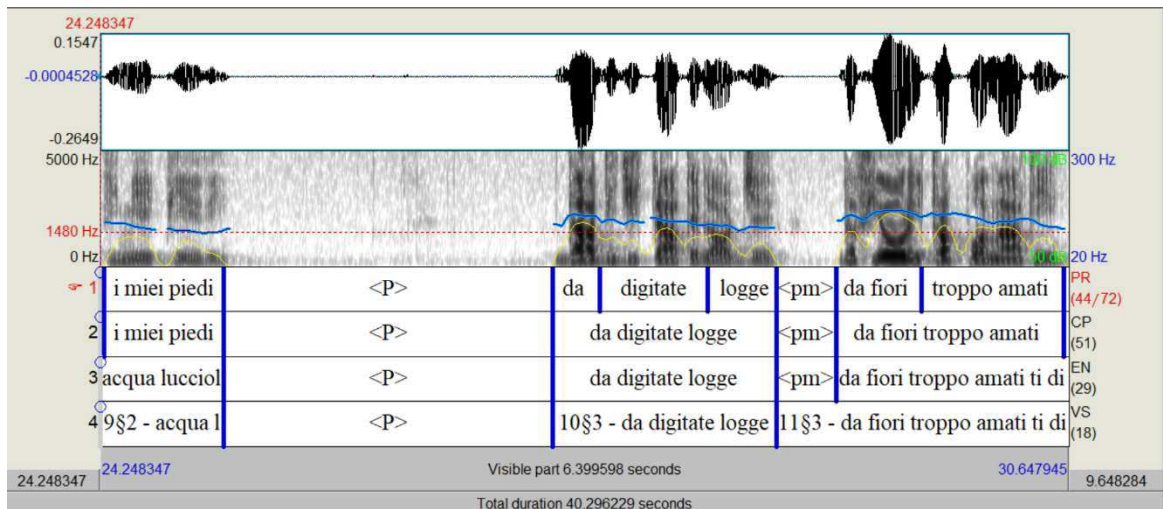 24.248347
0.1547
-0.0004528
-0.2649
5000 Hz 300 Hz
1480 Hz
0 Hz 20 Hz
1 i miei piedi <P> da digitate logge <pm> da fiori troppo amati PR (44/72)
2 i miei piedi <P> da digitate logge <pm> da fiori troppo amati CP (51)
3 acqua lucciol <P> da digitate logge <pm> da fiori troppo amati ti di EN (29)
4 9§2 - acqua l <P> 10§3 - da digitate logge 11§3 - da fiori troppo amati ti di VS (18)
24.248347 Visible part 6.399598 seconds 30.647945
24.248347 9.648284
Total duration 40.296229 seconds